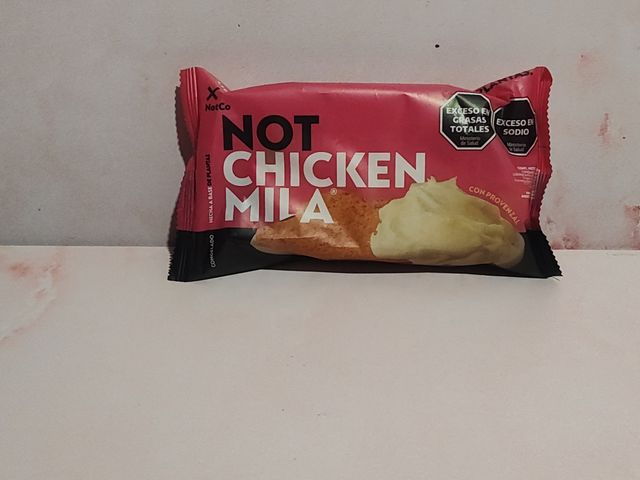 NotCo
NOT
CHICKEN
MILA®
HECHA A BASE DE PLANTAS
CONGELADO
EXCESO EN
GRASAS
TOTALES
Ministerio
de Salud
EXCESO EN
SODIO
Ministerio
de Salud
CON PROVENZAL